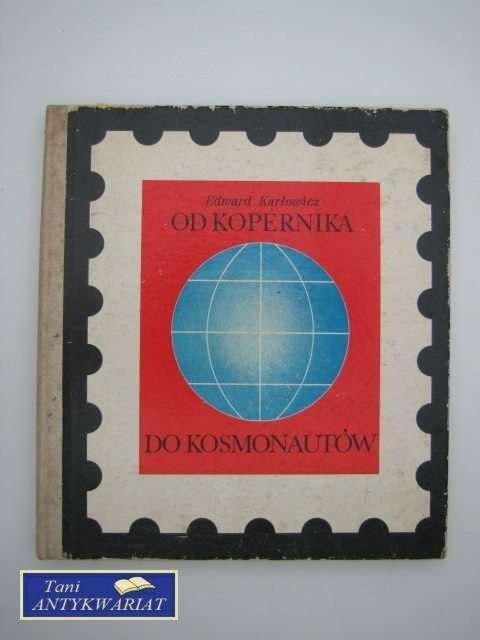 Edward Karłowicz
OD KOPERNIKA
DO KOSMONAUTÓW
Tani
ANTYKWARIAT